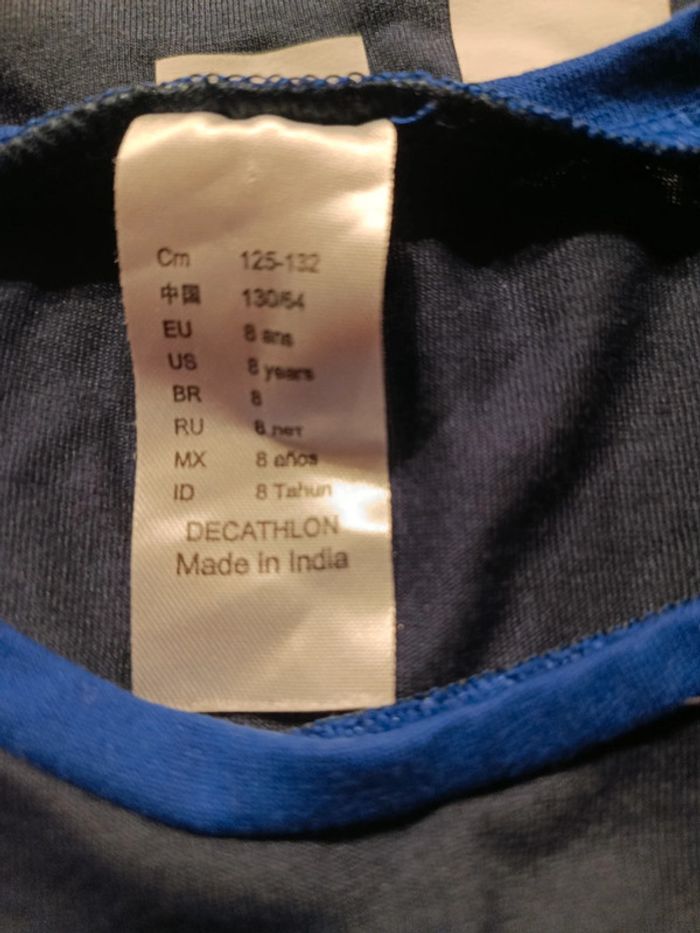 Cm 125-132
中国 130/64
EU 8 ans
US 8 years
BR 8
RU 8 лет
MX 8 años
ID 8 Tahun
DECATHLON
Made in India